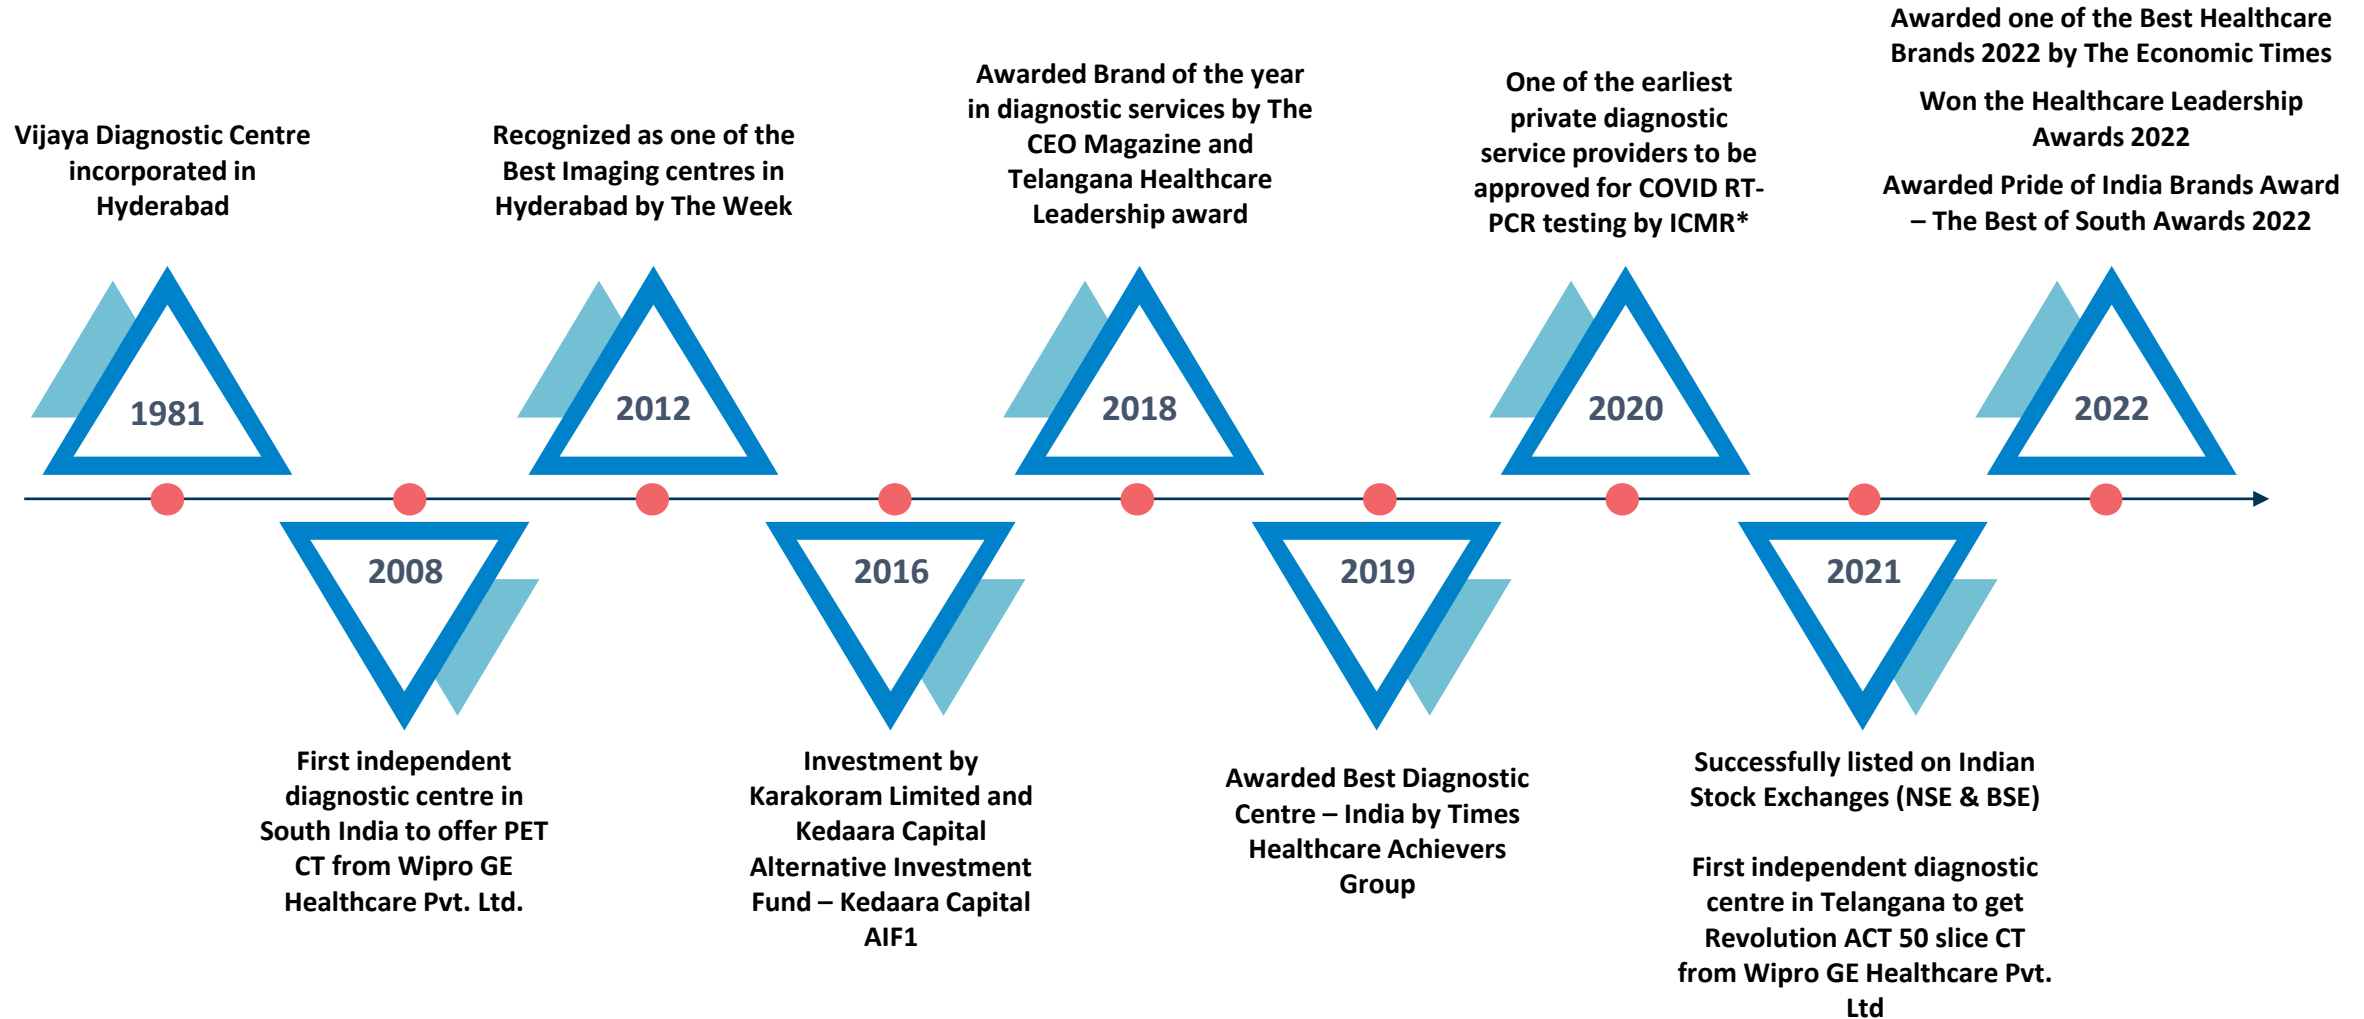 Vijaya Diagnostic Centre
incorporated in
Hyderabad
1981
First independent
diagnostic centre in
South India to offer PET
CT from Wipro GE
Healthcare Pvt. Ltd.
2008
Recognized as one of the
Best Imaging centres in
Hyderabad by The Week
2012
Investment by
Karakoram Limited and
Kedaara Capital
Alternative Investment
Fund – Kedaara Capital
AIF1
2016
Awarded Brand of the year
in diagnostic services by The
CEO Magazine and
Telangana Healthcare
Leadership award
2018
Awarded Best Diagnostic
Centre – India by Times
Healthcare Achievers
Group
2019
One of the earliest
private diagnostic
service providers to be
approved for COVID RT-
PCR testing by ICMR*
2020
Successfully listed on Indian
Stock Exchanges (NSE & BSE)
First independent diagnostic
centre in Telangana to get
Revolution ACT 50 slice CT
from Wipro GE Healthcare Pvt.
Ltd
2021
Awarded one of the Best Healthcare
Brands 2022 by The Economic Times
Won the Healthcare Leadership
Awards 2022
Awarded Pride of India Brands Award
– The Best of South Awards 2022
2022